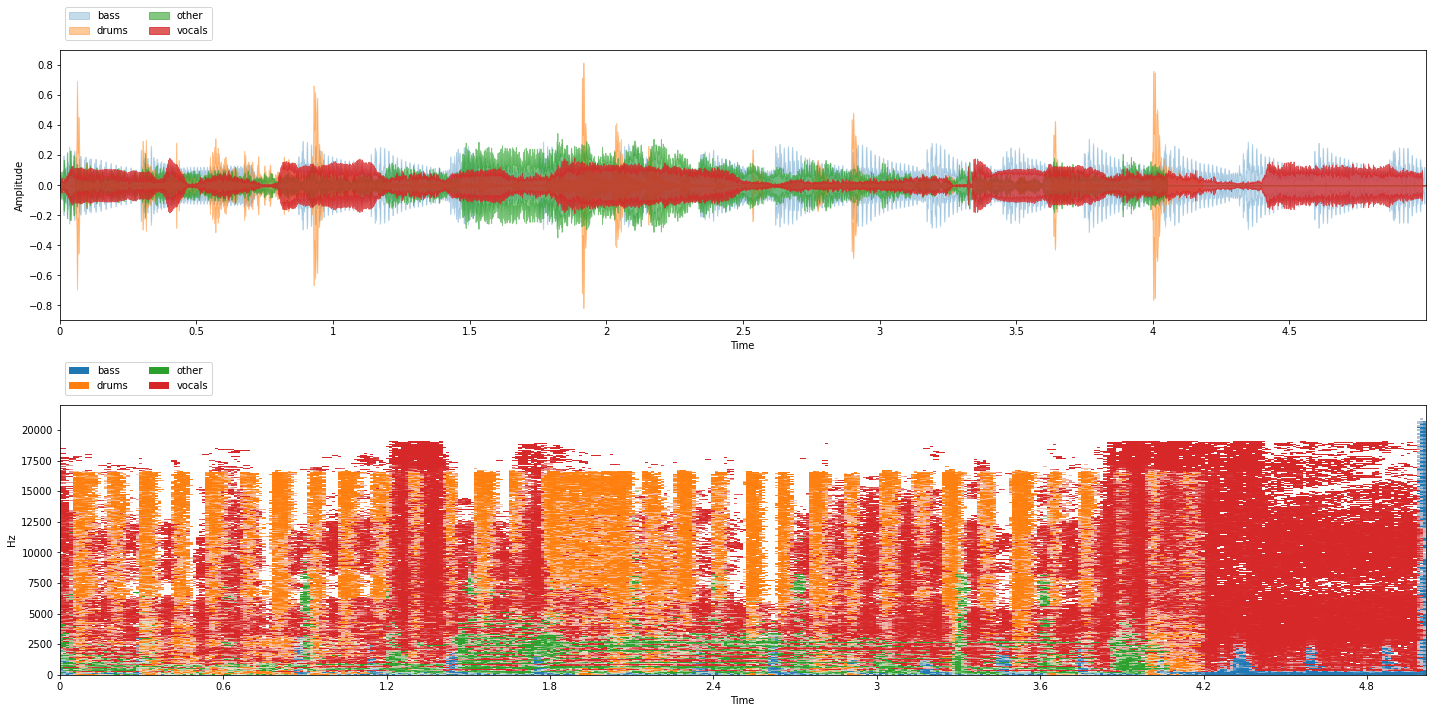 bass other
drums vocals
0.8
0.6
0.4
0.2
0.0
−0.2
−0.4
−0.6
−0.8
Amplitude
0 0.5 1 1.5 2 2.5 3 3.5 4 4.5
Time
bass other
drums vocals
20000
17500
15000
12500
10000
7500
5000
2500
0
Hz
0 0.6 1.2 1.8 2.4 3 3.6 4.2 4.8
Time